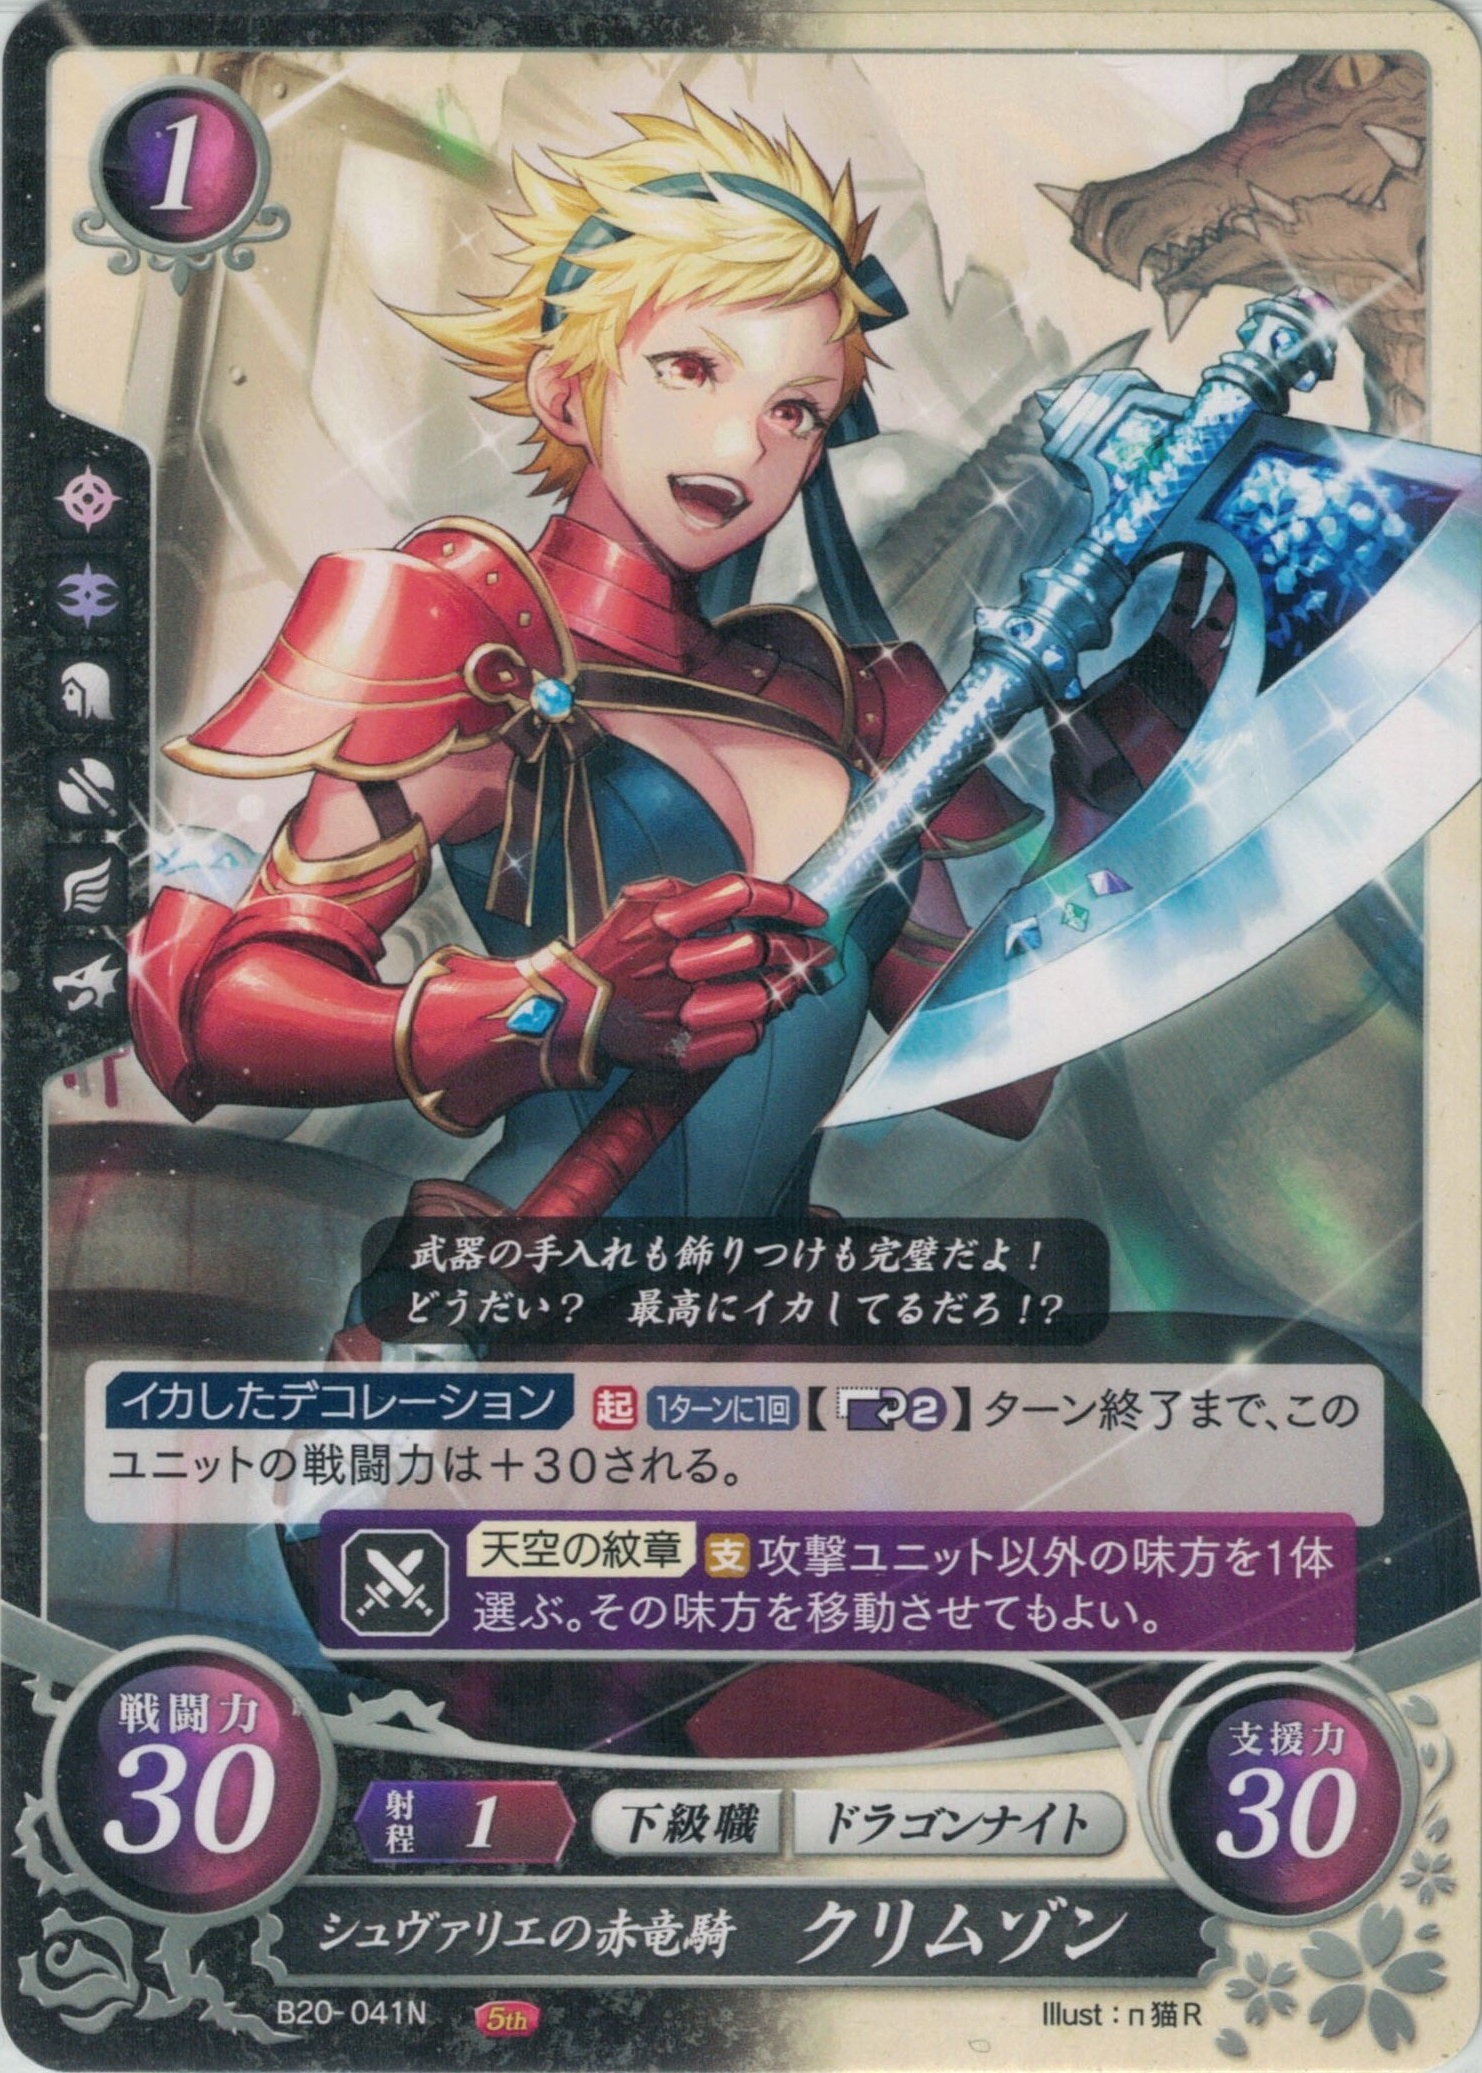 1
武器の手入れも飾りつけも完璧だよ！
どうだい？　最高にイカしてるだろ！？
イカしたデコレーション 起 1ターンに1回【 2】ターン終了まで、この
ユニットの戦闘力は＋30される。
天空の紋章 支 攻撃ユニット以外の味方を1体
選ぶ。その味方を移動させてもよい。
戦闘力
30
射程 1
下級職 ドラゴンナイト
支援力
30
シュヴァリエの赤竜騎　クリムゾン
B20-041N 5th Illust：n猫R